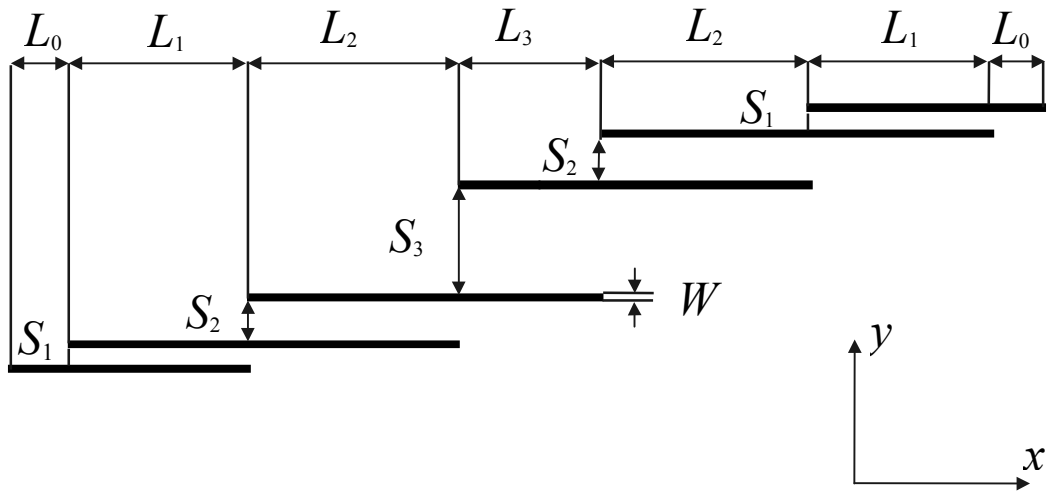 L₀ L₁ L₂ L₃ L₂ L₁ L₀
S₁
S₂
S₃
W
S₂
S₁
y
x